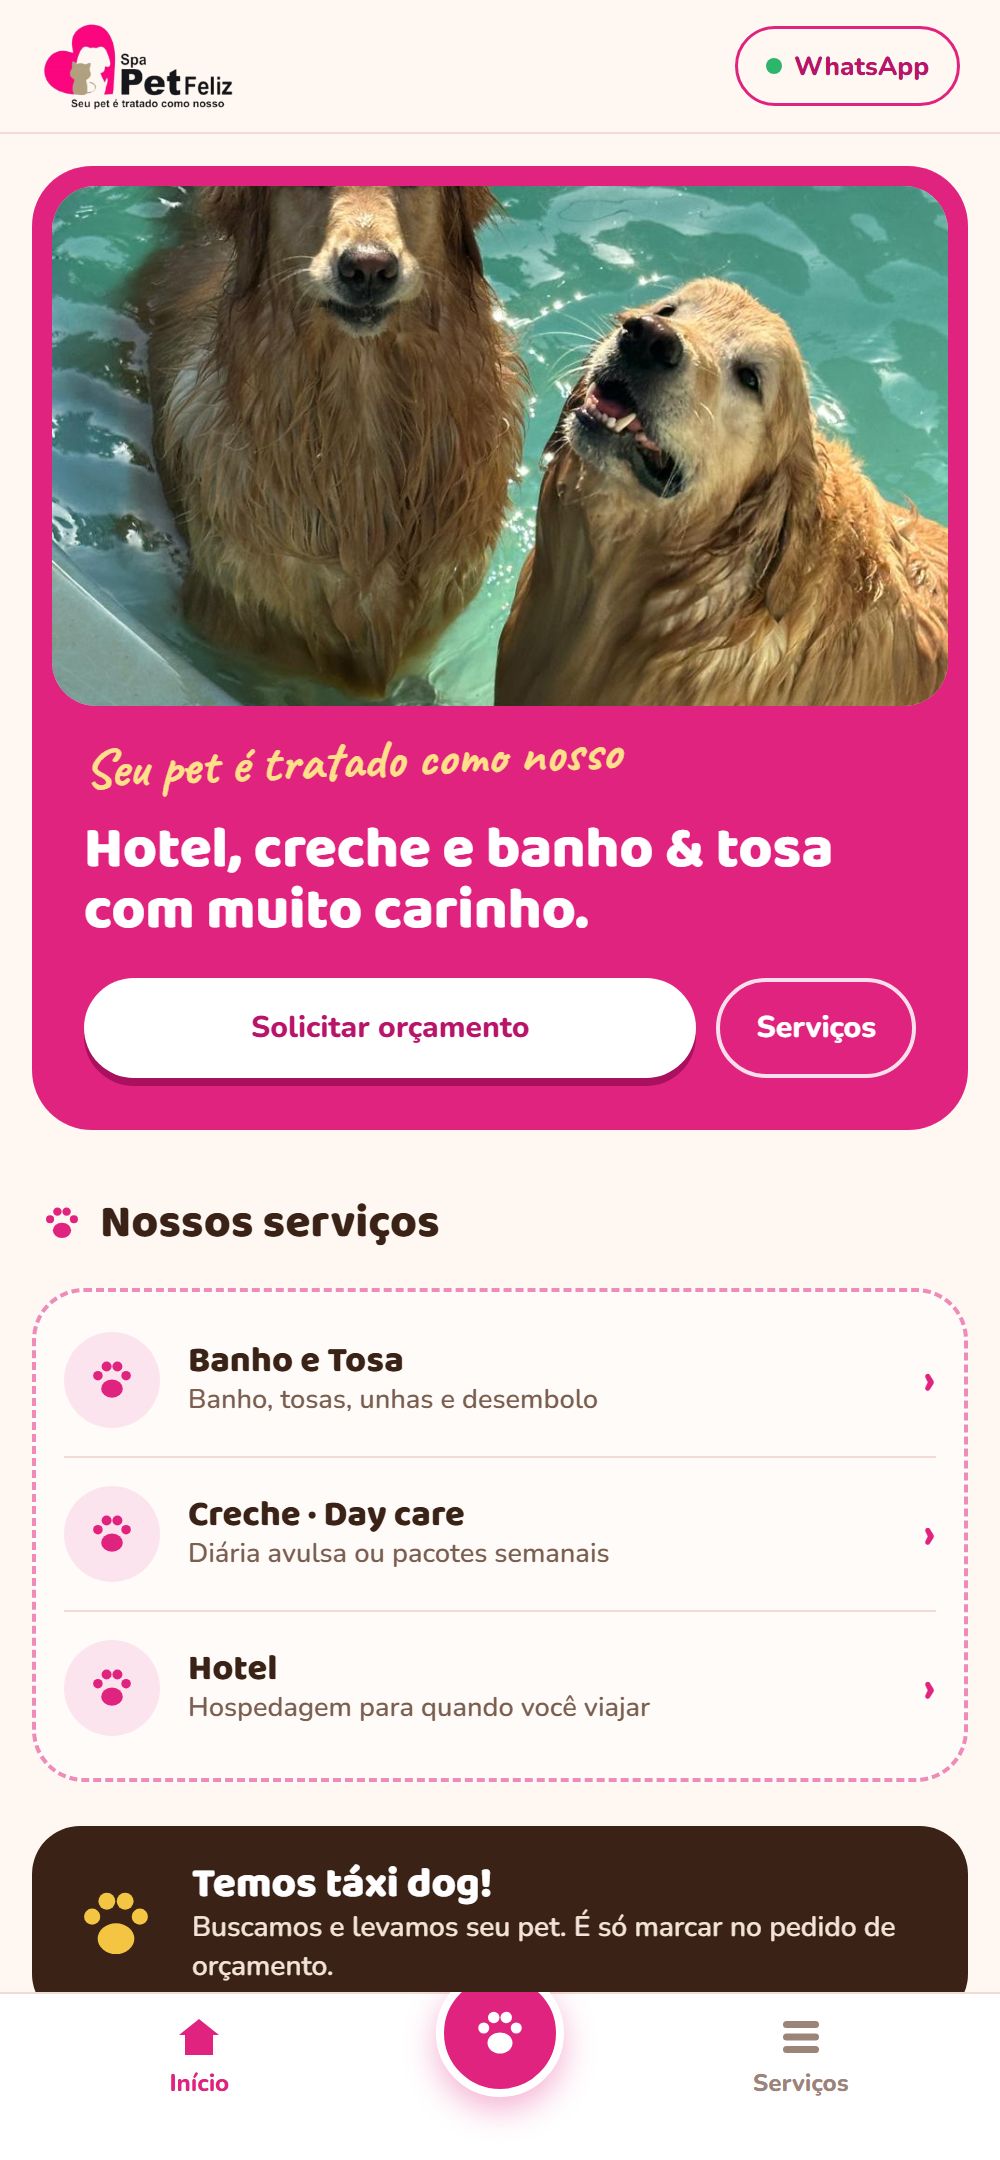 Spa
Pet Feliz
Seu pet é tratado como nosso
WhatsApp
Seu pet é tratado como nosso
Hotel, creche e banho & tosa
com muito carinho.
Solicitar orçamento
Serviços
Nossos serviços
Banho e Tosa
Banho, tosas, unhas e desembolo
›
Creche · Day care
Diária avulsa ou pacotes semanais
›
Hotel
Hospedagem para quando você viajar
›
Temos táxi dog!
Buscamos e levamos seu pet. É só marcar no pedido de
orçamento.
Início
Serviços